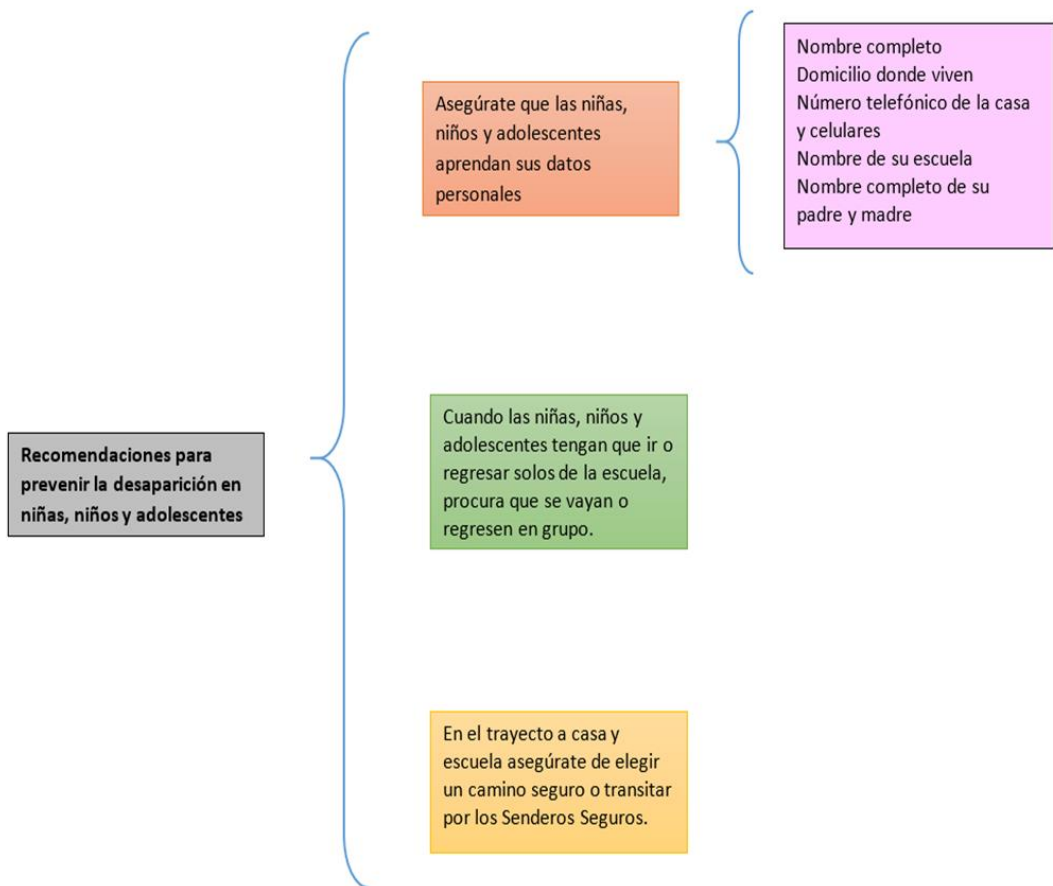 Recomendaciones para
prevenir la desaparición en
niñas, niños y adolescentes
Asegúrate que las niñas,
niños y adolescentes
aprendan sus datos
personales
Nombre completo
Domicilio donde viven
Número telefónico de la casa
y celulares
Nombre de su escuela
Nombre completo de su
padre y madre
Cuando las niñas, niños y
adolescentes tengan que ir o
regresar solos de la escuela,
procura que se vayan o
regresen en grupo.
En el trayecto a casa y
escuela asegúrate de elegir
un camino seguro o transitar
por los Senderos Seguros.